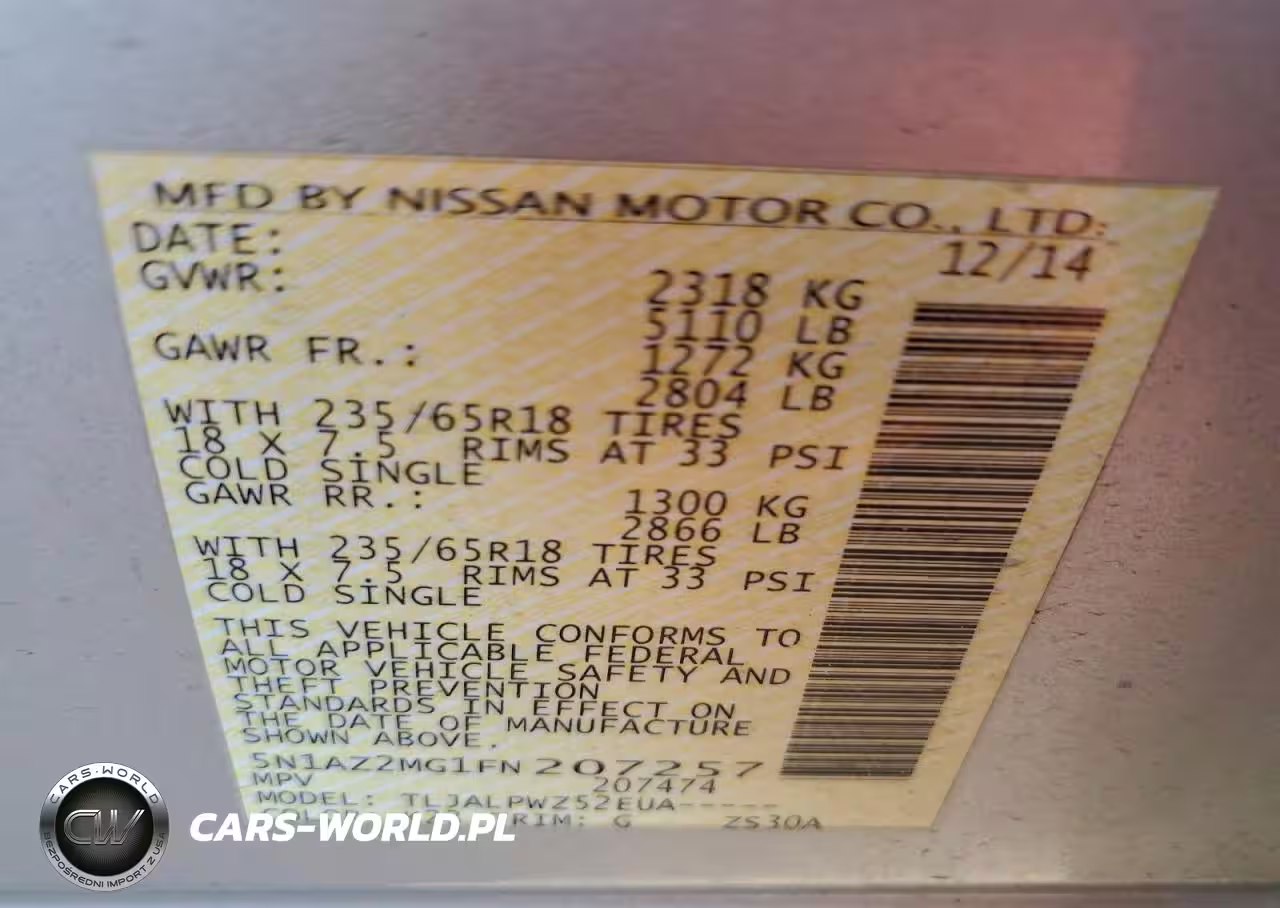 MFD BY NISSAN MOTOR CO., LTD.
DATE: 12/14
GVWR: 2318 KG
5110 LB
GAWR FR.: 1272 KG
2804 LB
WITH 235/65R18 TIRES
18 X 7.5 RIMS AT 33 PSI
COLD SINGLE
GAWR RR.: 1300 KG
2866 LB
WITH 235/65R18 TIRES
18 X 7.5 RIMS AT 33 PSI
COLD SINGLE
THIS VEHICLE CONFORMS TO
ALL APPLICABLE FEDERAL
MOTOR VEHICLE SAFETY AND
THEFT PREVENTION
STANDARDS IN EFFECT ON
THE DATE OF MANUFACTURE
SHOWN ABOVE.
5N1AZ2MG1FN207257
MPV 207474
MODEL: TLJALPWZ52EUA-----
TRIM: G ZS30A
CARS-WORLD
CW
BEZPOŚREDNI IMPORT Z USA
CARS-WORLD.PL